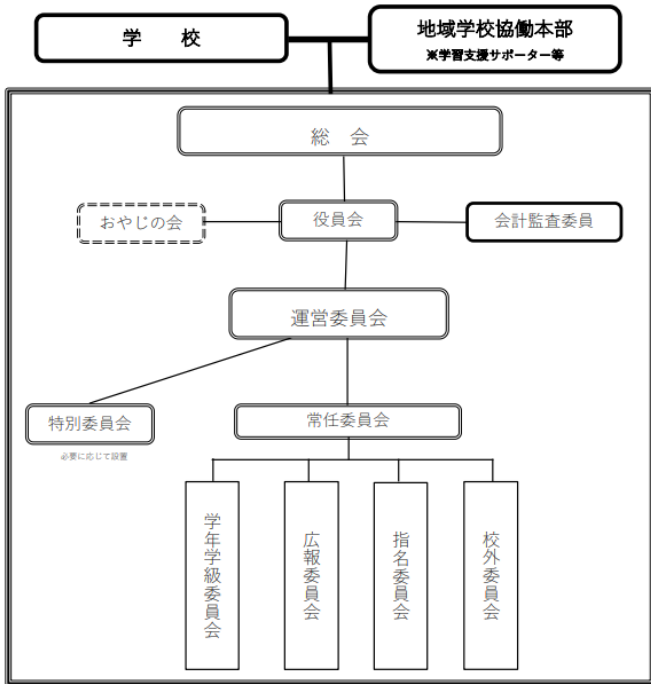 学　校
地域学校協働本部
※学習支援サポーター等
総　会
おやじの会
役員会
会計監査委員
運営委員会
特別委員会
必要に応じて設置
常任委員会
学年学級委員会
広報委員会
指名委員会
校外委員会